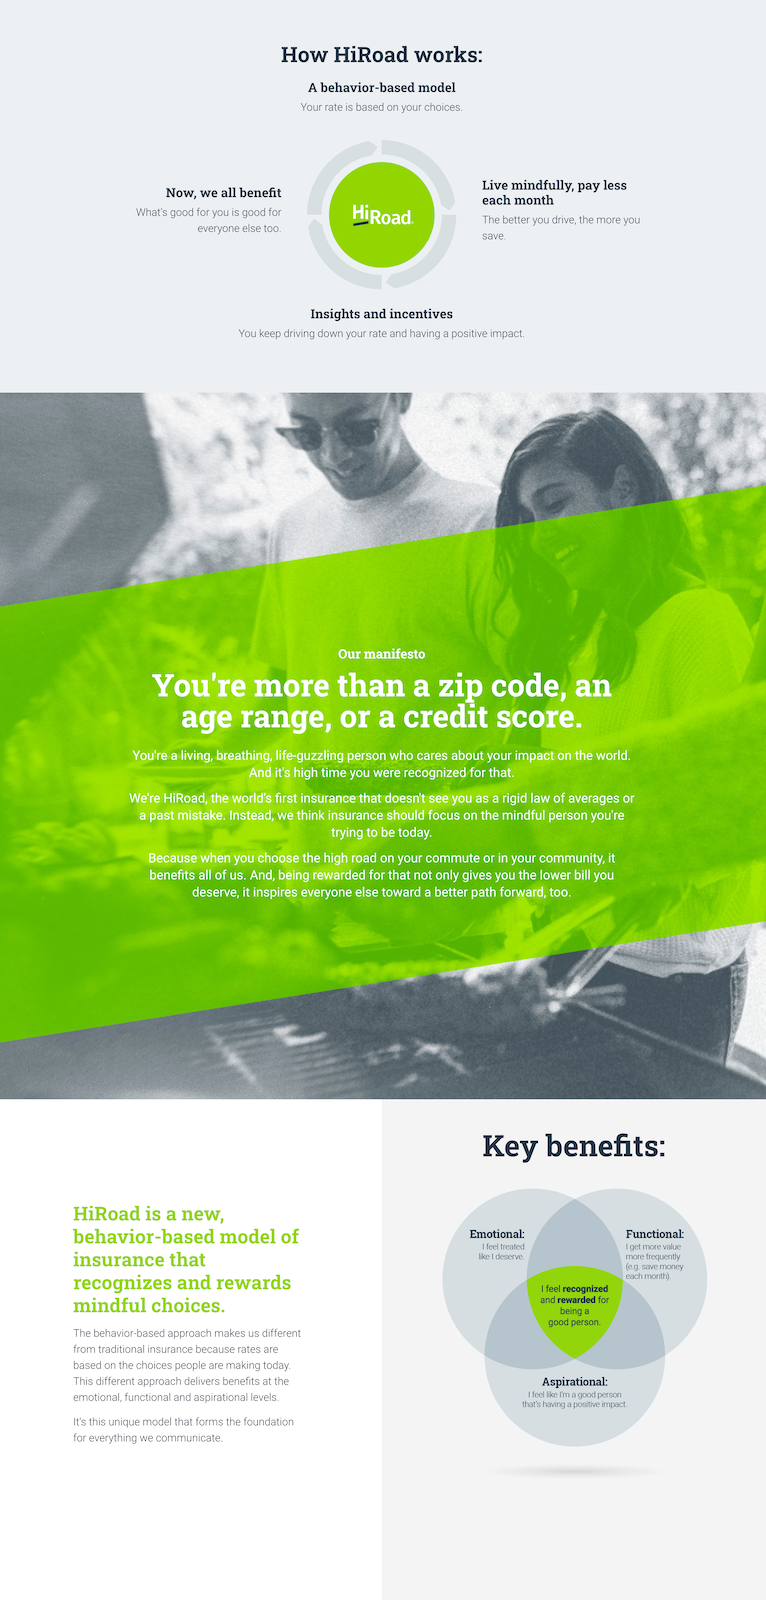 How HiRoad works:
A behavior-based model
Your rate is based on your choices.
Now, we all benefit
What's good for you is good for
everyone else too.
HiRoad.
Live mindfully, pay less
each month
The better you drive, the more you
save.
Insights and incentives
You keep driving down your rate and having a positive impact.
Our manifesto
You're more than a zip code, an
age range, or a credit score.
You're a living, breathing, life-guzzling person who cares about your impact on the world.
And it's high time you were recognized for that.
We're HiRoad, the world's first insurance that doesn't see you as a rigid law of averages or
a past mistake. Instead, we think insurance should focus on the mindful person you're
trying to be today.
Because when you choose the high road on your commute or in your community, it
benefits all of us. And, being rewarded for that not only gives you the lower bill you
deserve, it inspires everyone else toward a better path forward, too.
HiRoad is a new,
behavior-based model of
insurance that
recognizes and rewards
mindful choices.
The behavior-based approach makes us different
from traditional insurance because rates are
based on the choices people are making today.
This different approach delivers benefits at the
emotional, functional and aspirational levels.
It's this unique model that forms the foundation
for everything we communicate.
Key benefits:
Emotional:
I feel treated
like I deserve.
Functional:
I get more value
more frequently
(e.g. save money
each month).
I feel recognized
and rewarded for
being a
good person.
Aspirational:
I feel like I'm a good person
that's having a positive impact.